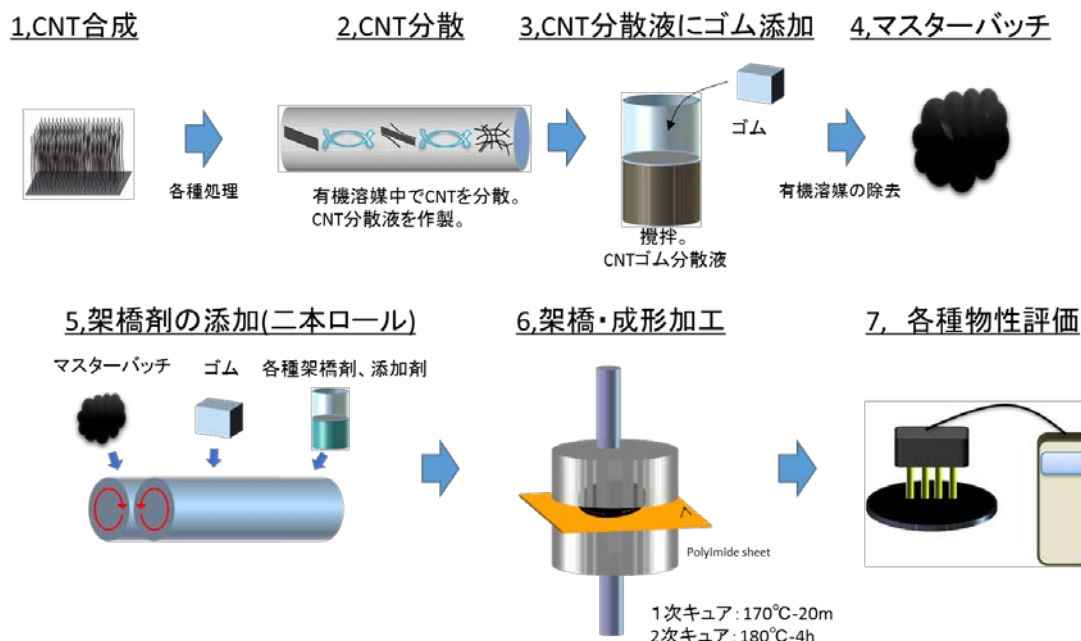 1,CNT合成
2,CNT分散
3,CNT分散液にゴム添加
4,マスターバッチ
ゴム
各種処理
有機溶媒中でCNTを分散。
CNT分散液を作製。
攪拌。
CNTゴム分散液
有機溶媒の除去
5,架橋剤の添加(二本ロール)
6,架橋・成形加工
7, 各種物性評価
マスターバッチ
ゴム
各種架橋剤、添加剤
Polyimide sheet
1次キュア:170℃-20m
2次キュア:180℃-4h